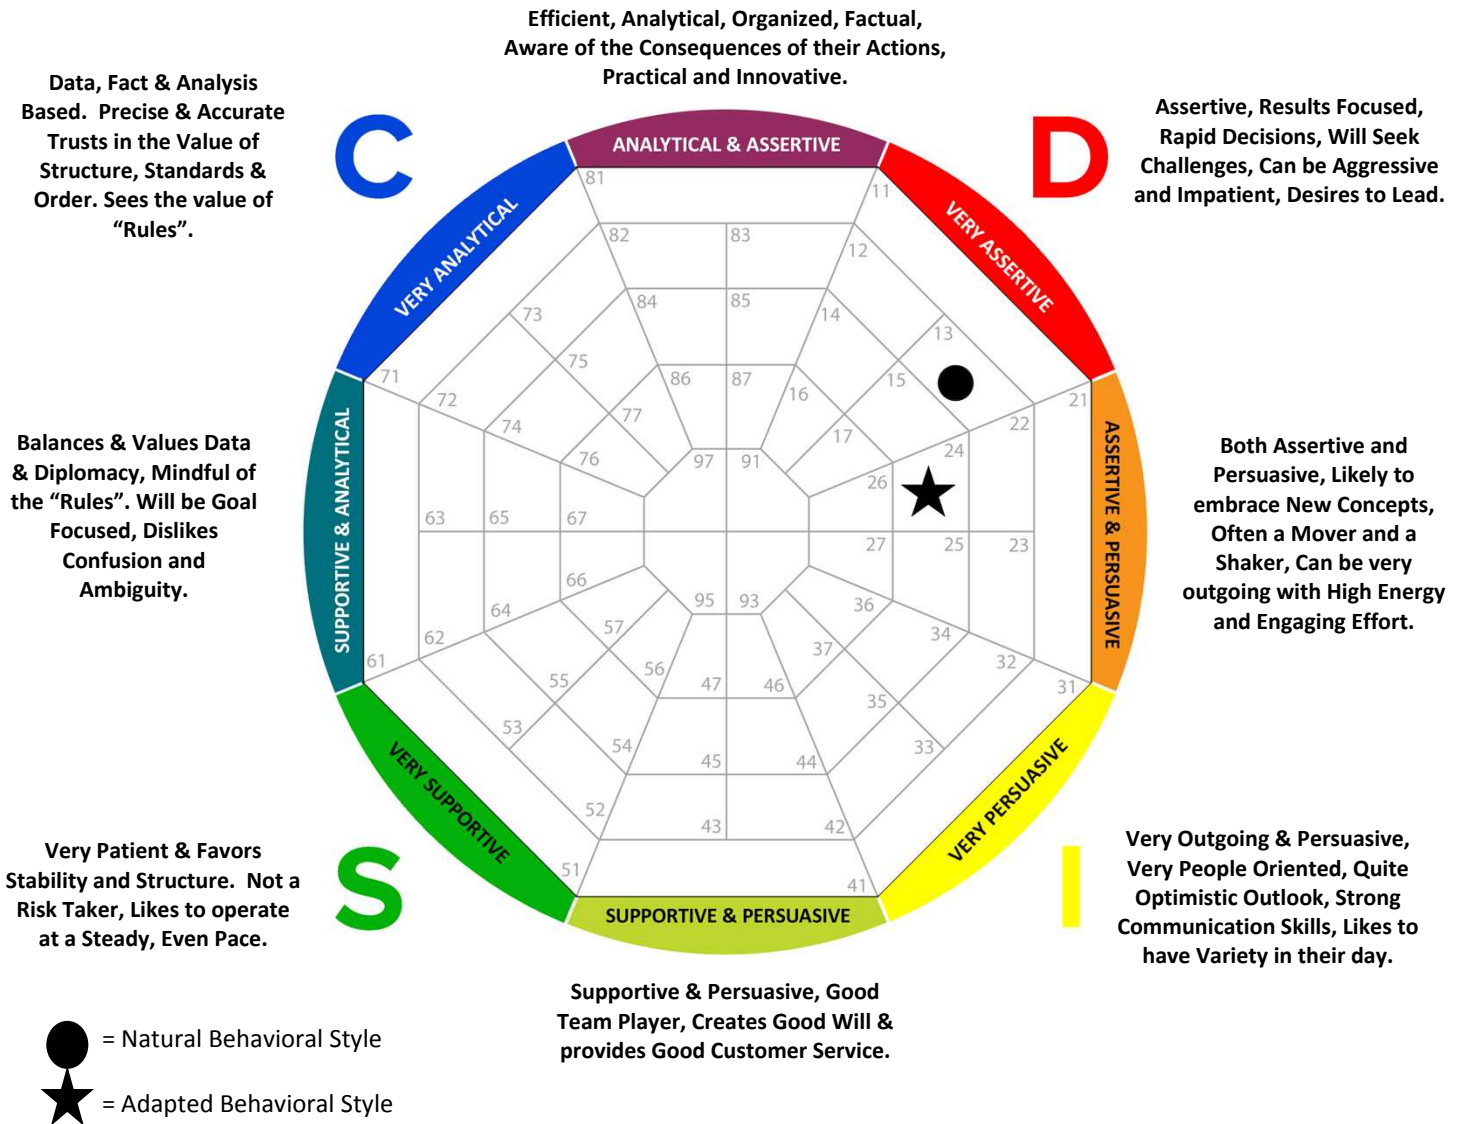 Efficient, Analytical, Organized, Factual,
Aware of the Consequences of their Actions,
Practical and Innovative.
Data, Fact & Analysis
Based.  Precise & Accurate
Trusts in the Value of
Structure, Standards &
Order. Sees the value of
“Rules”.
C
D
Assertive, Results Focused,
Rapid Decisions, Will Seek
Challenges, Can be Aggressive
and Impatient, Desires to Lead.
ANALYTICAL & ASSERTIVE
VERY ANALYTICAL
VERY ASSERTIVE
81
11
82
83
12
84
85
14
73
13
75
15
71
86
87
16
72
77
21
74
17
22
76
97
91
24
26
63
65
67
27
25
23
66
95
93
36
64
57
34
62
56
37
32
61
55
47
46
35
31
53
54
45
44
33
52
43
42
51
41
SUPPORTIVE & ANALYTICAL
ASSERTIVE & PERSUASIVE
Balances & Values Data
& Diplomacy, Mindful of
the “Rules”. Will be Goal
Focused, Dislikes
Confusion and
Ambiguity.
Both Assertive and
Persuasive, Likely to
embrace New Concepts,
Often a Mover and a
Shaker, Can be very
outgoing with High Energy
and Engaging Effort.
VERY SUPPORTIVE
VERY PERSUASIVE
SUPPORTIVE & PERSUASIVE
Very Patient & Favors
Stability and Structure.  Not a
Risk Taker, Likes to operate
at a Steady, Even Pace.
S
I
Very Outgoing & Persuasive,
Very People Oriented, Quite
Optimistic Outlook, Strong
Communication Skills, Likes to
have Variety in their day.
Supportive & Persuasive, Good
Team Player, Creates Good Will &
provides Good Customer Service.
= Natural Behavioral Style
= Adapted Behavioral Style